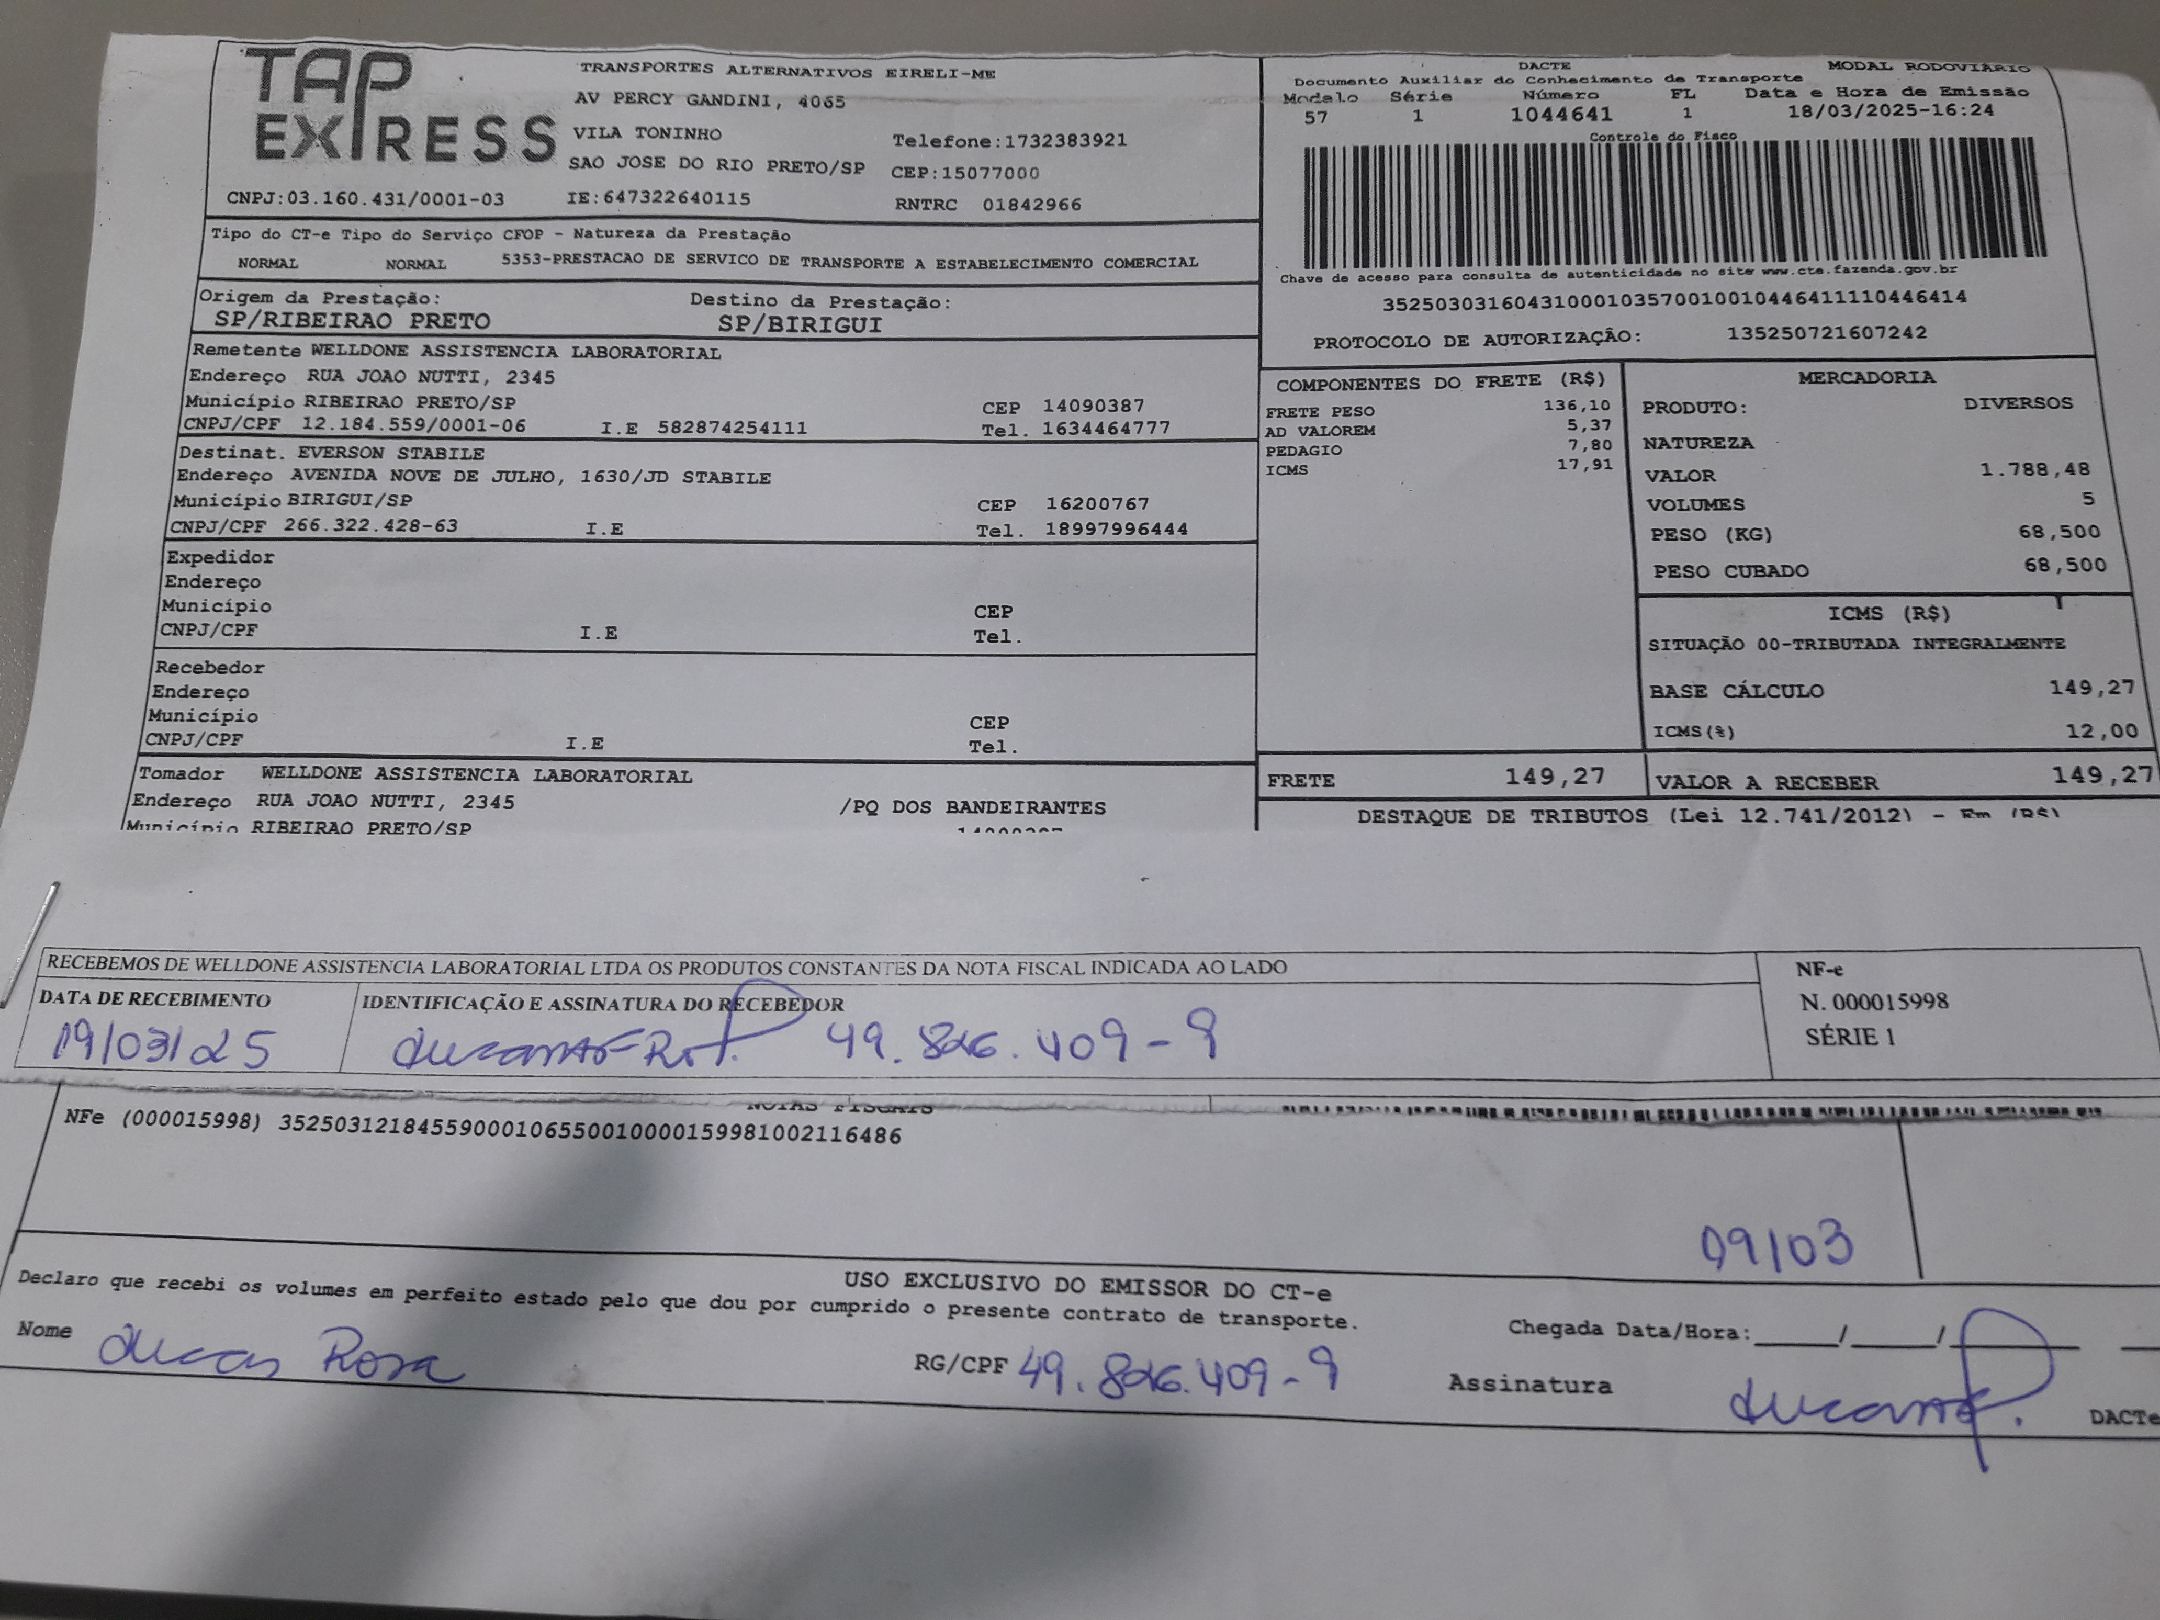 TAP EXPRESS
TRANSPORTES ALTERNATIVOS EIRELI-ME
AV PERCY GANDINI, 4065
VILA TONINHO Telefone:1732383921
SAO JOSE DO RIO PRETO/SP CEP:15077000
CNPJ:03.160.431/0001-03 IE:647322640115 RNTRC 01842966
DACTE MODAL RODOVIÁRIO
Documento Auxiliar do Conhecimento de Transporte
Modelo Série Número FL Data e Hora de Emissão
57 1 1044641 1 18/03/2025-16:24
Controle do Fisco
Chave de acesso para consulta de autenticidade no site www.cte.fazenda.gov.br
35250303160431000103570010010446411110446414
PROTOCOLO DE AUTORIZAÇÃO: 135250721607242
Tipo do CT-e Tipo do Serviço CFOP - Natureza da Prestação
NORMAL NORMAL 5353-PRESTACAO DE SERVICO DE TRANSPORTE A ESTABELECIMENTO COMERCIAL
Origem da Prestação: Destino da Prestação:
SP/RIBEIRAO PRETO SP/BIRIGUI
Remetente WELLDONE ASSISTENCIA LABORATORIAL
Endereço RUA JOAO NUTTI, 2345
Município RIBEIRAO PRETO/SP CEP 14090387
CNPJ/CPF 12.184.559/0001-06 I.E 582874254111 Tel. 1634464777
Destinat. EVERSON STABILE
Endereço AVENIDA NOVE DE JULHO, 1630/JD STABILE
Município BIRIGUI/SP CEP 16200767
CNPJ/CPF 266.322.428-63 I.E Tel. 18997996444
Expedidor
Endereço
Município CEP
CNPJ/CPF I.E Tel.
Recebedor
Endereço
Município CEP
CNPJ/CPF I.E Tel.
Tomador WELLDONE ASSISTENCIA LABORATORIAL
Endereço RUA JOAO NUTTI, 2345 /PQ DOS BANDEIRANTES
Município RIBEIRAO PRETO/SP
COMPONENTES DO FRETE (R$)
FRETE PESO 136,10
AD VALOREM 5,37
PEDAGIO 7,80
ICMS 17,91
MERCADORIA
PRODUTO: DIVERSOS
NATUREZA
VALOR 1.788,48
VOLUMES 5
PESO (KG) 68,500
PESO CUBADO 68,500
ICMS (R$)
SITUAÇÃO 00-TRIBUTADA INTEGRALMENTE
BASE CÁLCULO 149,27
ICMS(%) 12,00
FRETE 149,27 VALOR A RECEBER 149,27
DESTAQUE DE TRIBUTOS (Lei 12.741/2012) - Em (R$)
RECEBEMOS DE WELLDONE ASSISTENCIA LABORATORIAL LTDA OS PRODUTOS CONSTANTES DA NOTA FISCAL INDICADA AO LADO
DATA DE RECEBIMENTO IDENTIFICAÇÃO E ASSINATURA DO RECEBEDOR
19/03/25 49.826.409-9
NF-e
N. 000015998
SÉRIE 1
NOTAS FISCAIS
NFe (000015998) 35250312184559000106550010000159981002116486
19/03
USO EXCLUSIVO DO EMISSOR DO CT-e
Declaro que recebi os volumes em perfeito estado pelo que dou por cumprido o presente contrato de transporte.
Nome Lucas Rosa RG/CPF 49.826.409-9
Chegada Data/Hora: / /
Assinatura
DACTe